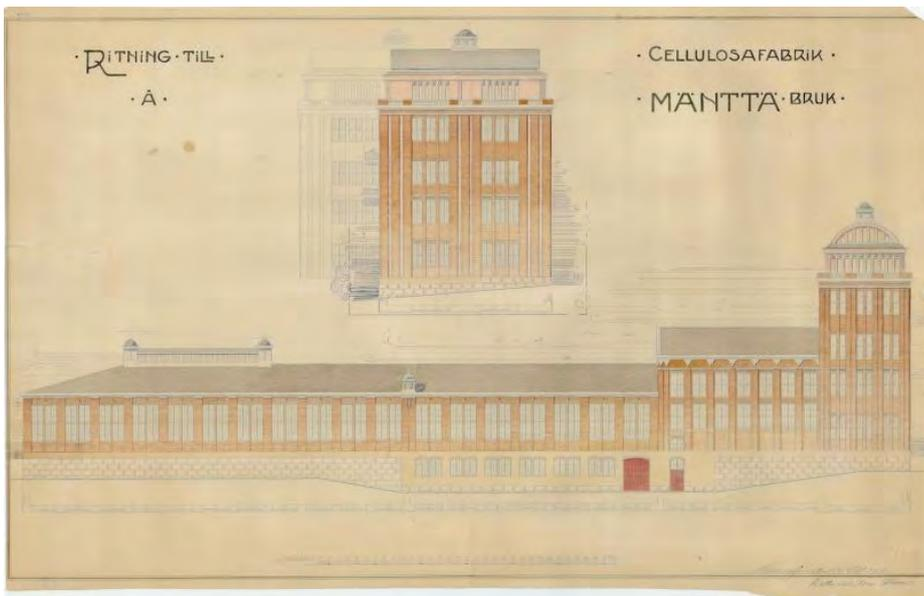 · RITNING · TILL ·
· Å ·
· CELLULOSAFABRIK ·
· MÄNTTÄ · BRUK ·